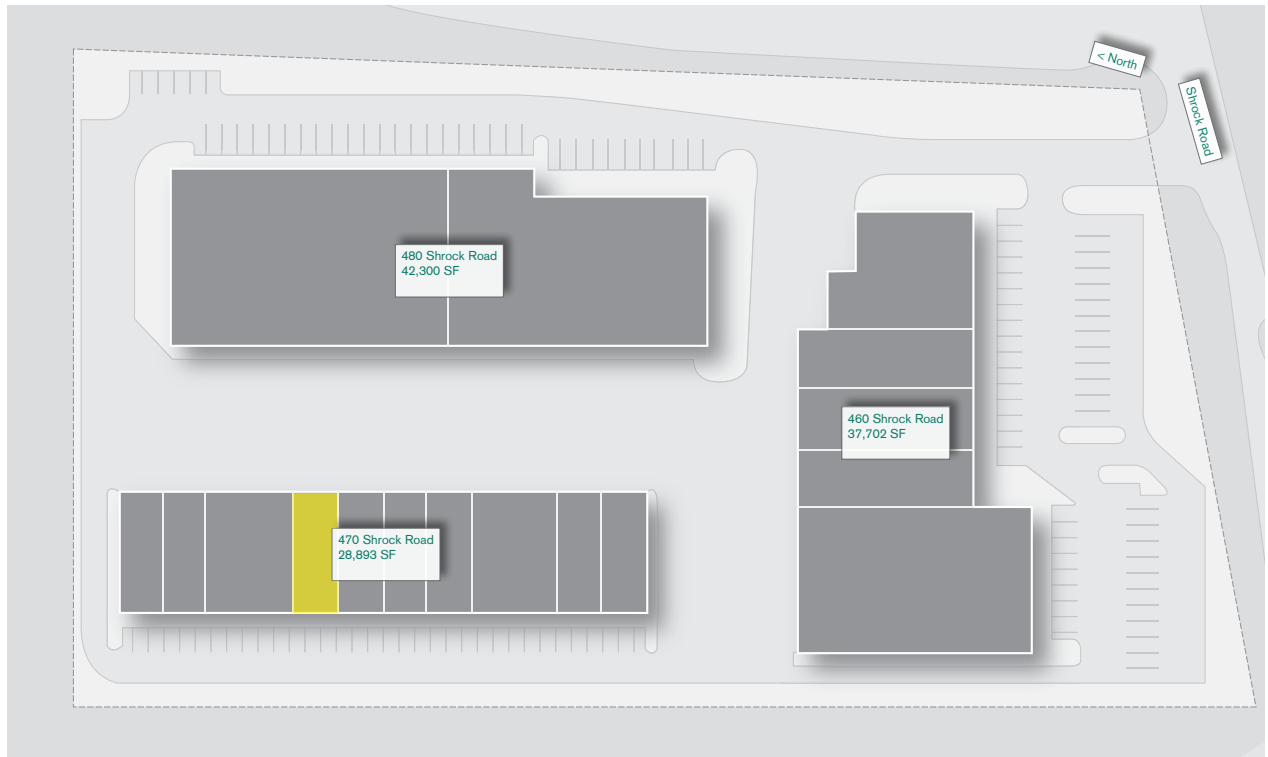 < North
Shrock Road
480 Shrock Road
42,300 SF
460 Shrock Road
37,702 SF
470 Shrock Road
28,893 SF